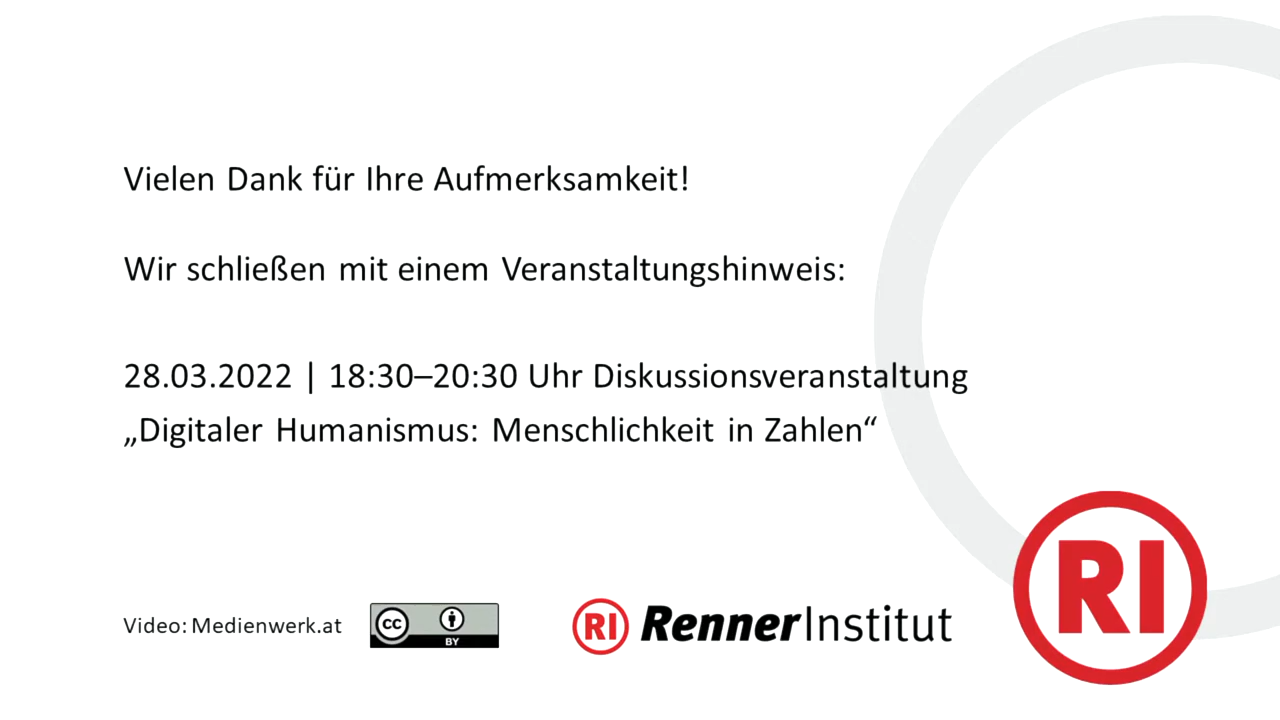 Vielen Dank für Ihre Aufmerksamkeit!
Wir schließen mit einem Veranstaltungshinweis:
28.03.2022 | 18:30–20:30 Uhr Diskussionsveranstaltung
„Digitaler Humanismus: Menschlichkeit in Zahlen“
Video: Medienwerk.at
cc
BY
RI RennerInstitut
RI